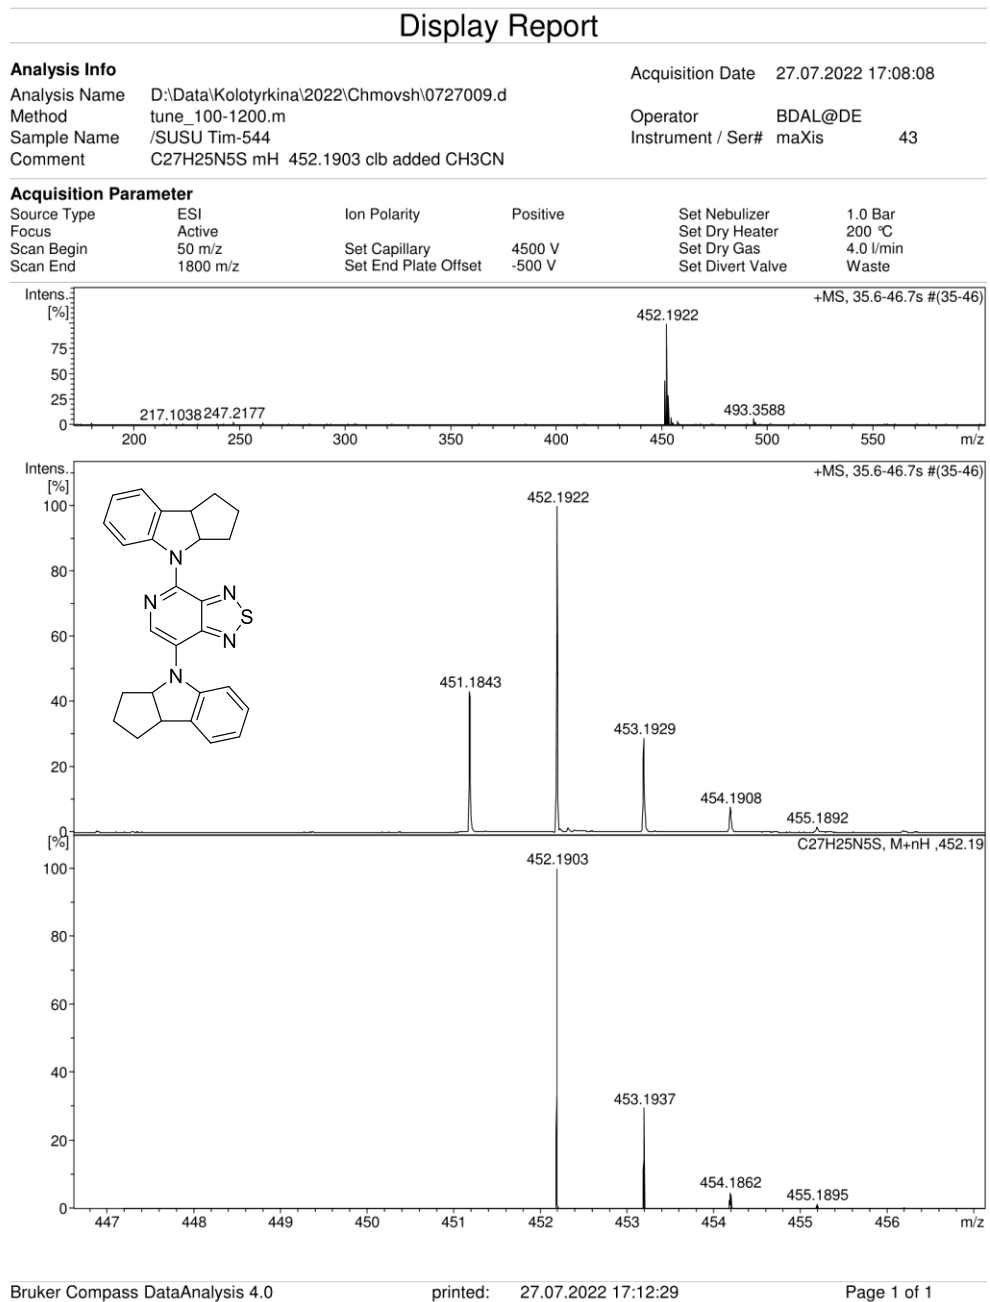 Display Report
Analysis Info
Acquisition Date 27.07.2022 17:08:08
Analysis Name D:\Data\Kolotyrkina\2022\Chmovsh\0727009.d
Method tune_100-1200.m Operator BDAL@DE
Sample Name /SUSU Tim-544 Instrument / Ser# maXis 43
Comment C27H25N5S mH 452.1903 clb added CH3CN
Acquisition Parameter
Source Type ESI Ion Polarity Positive Set Nebulizer 1.0 Bar
Focus Active Set Dry Heater 200 °C
Scan Begin 50 m/z Set Capillary 4500 V Set Dry Gas 4.0 l/min
Scan End 1800 m/z Set End Plate Offset -500 V Set Divert Valve Waste
Intens. +MS, 35.6-46.7s #(35-46)
[%]
452.1922
75
50
25
217.1038 247.2177 493.3588
0
200 250 300 350 400 450 500 550 m/z
Intens. +MS, 35.6-46.7s #(35-46)
[%]
452.1922
100
N
80
N N
S
N
60
N
451.1843
40
453.1929
20
454.1908
455.1892
0
[%] C27H25N5S, M+nH ,452.19
452.1903
100
80
60
40
453.1937
20
454.1862
455.1895
0
447 448 449 450 451 452 453 454 455 456 m/z
Bruker Compass DataAnalysis 4.0 printed: 27.07.2022 17:12:29 Page 1 of 1